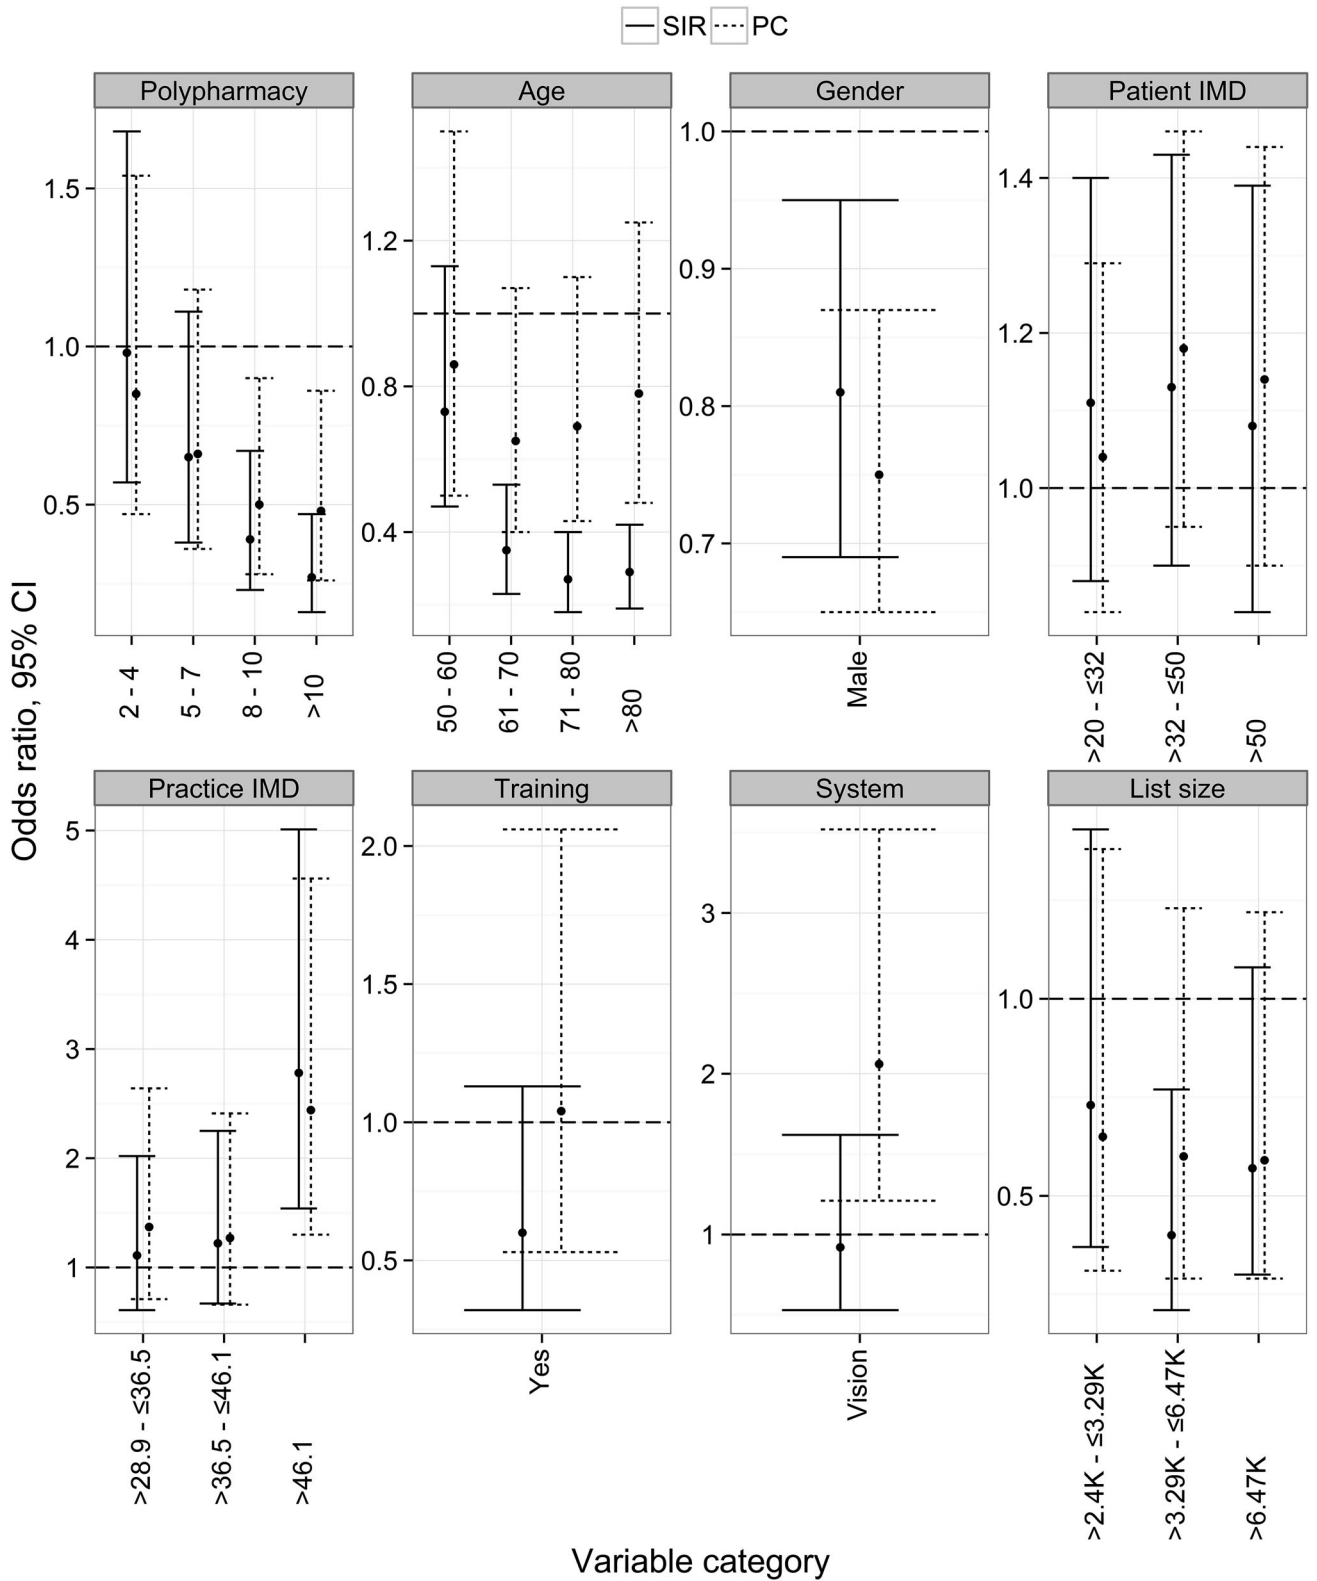 SIR PC
Polypharmacy Age Gender Patient IMD
1.5
1.0
0.5
2 - 4
5 - 7
8 - 10
>10
1.2
0.8
0.4
50 - 60
61 - 70
71 - 80
>80
1.0
0.9
0.8
0.7
Male
1.4
1.2
1.0
>20 - ≤32
>32 - ≤50
>50
Odds ratio, 95% CI
Practice IMD Training System List size
5
4
3
2
1
>28.9 - ≤36.5
>36.5 - ≤46.1
>46.1
2.0
1.5
1.0
0.5
Yes
3
2
1
Vision
1.0
0.5
>2.4K - ≤3.29K
>3.29K - ≤6.47K
>6.47K
Variable category